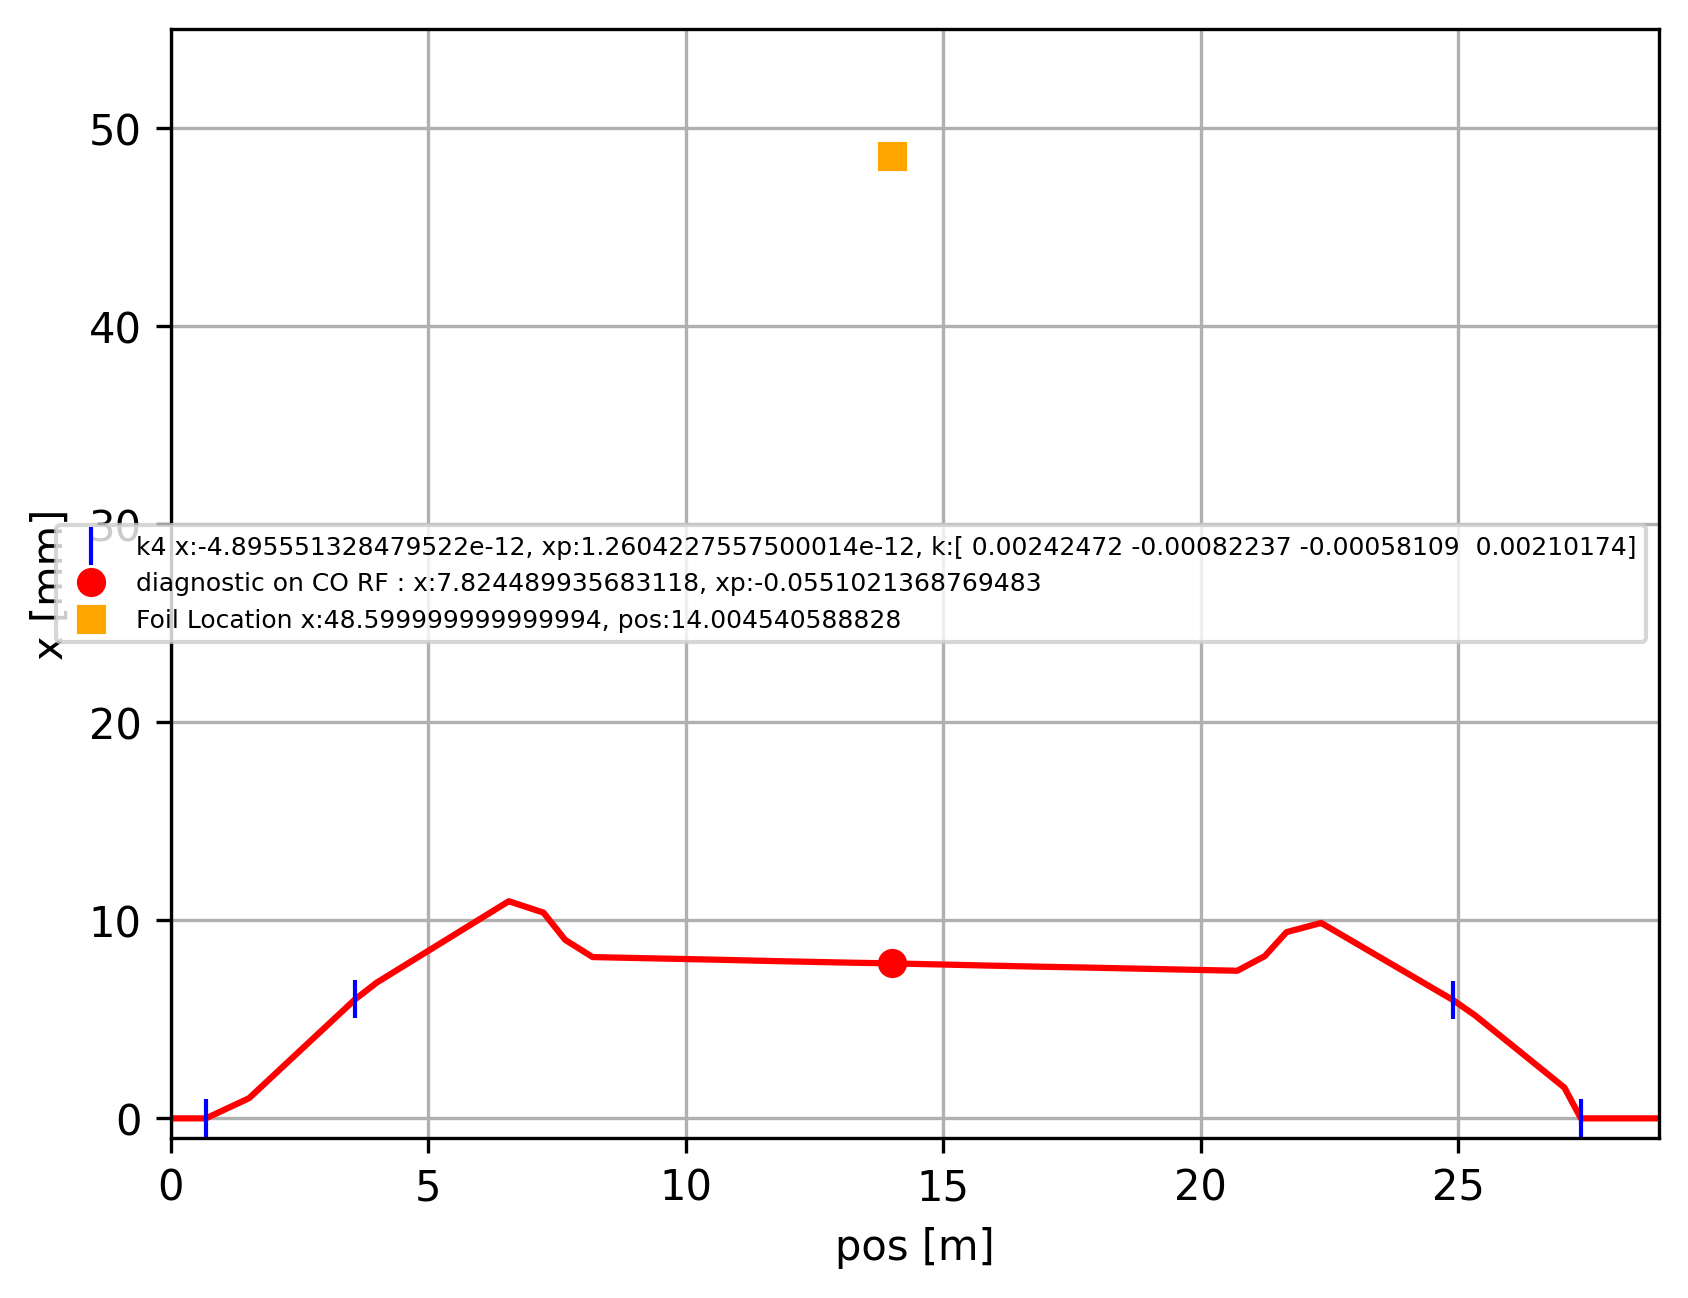 50
40
30
20
10
0
x [mm]
k4 x:-4.895551328479522e-12, xp:1.2604227557500014e-12, k:[ 0.00242472 -0.00082237 -0.00058109  0.00210174]
diagnostic on CO RF : x:7.824489935683118, xp:-0.0551021368769483
Foil Location x:48.599999999999994, pos:14.004540588828
0 5 10 15 20 25
pos [m]